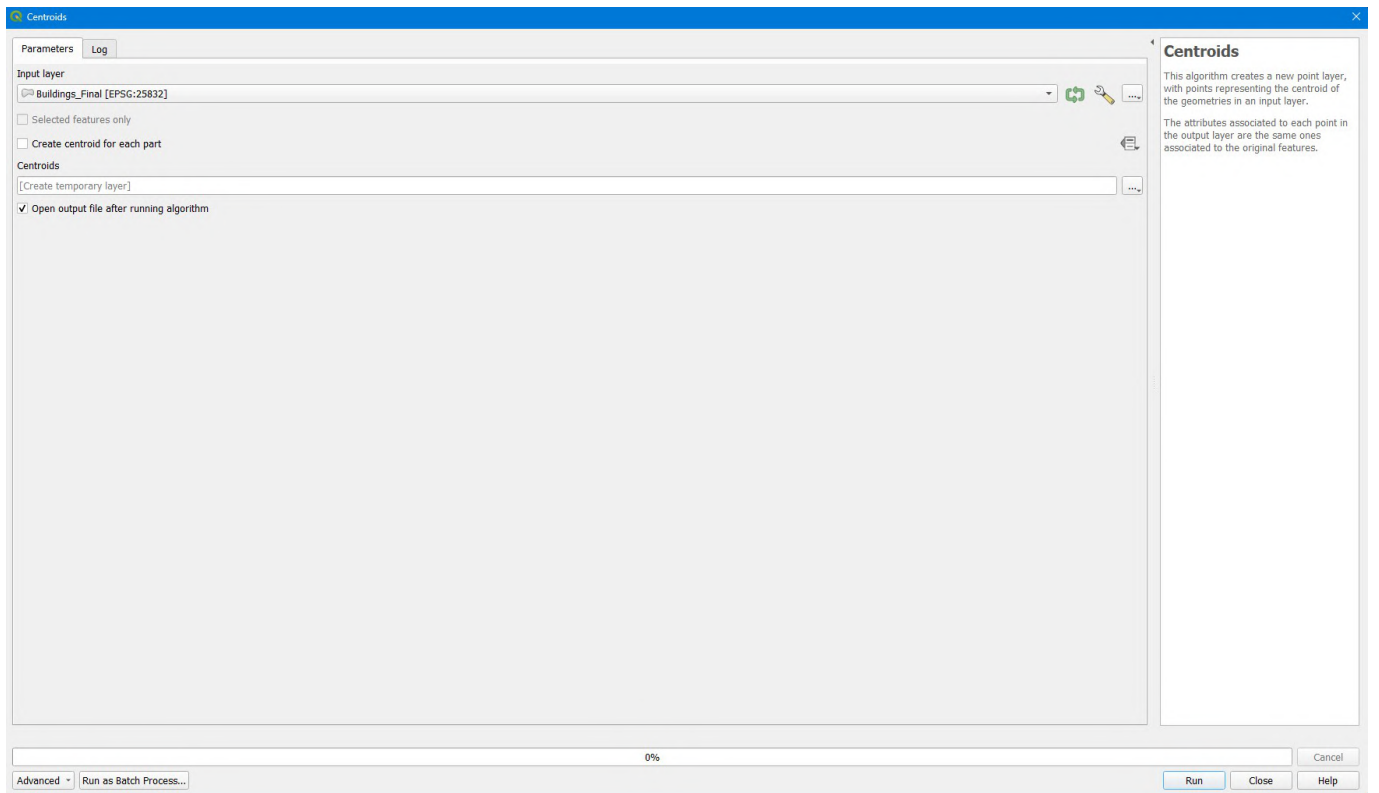 Centroids
Parameters
Log
Input layer
Buildings_Final [EPSG:25832]
...
Selected features only
Create centroid for each part
Centroids
[Create temporary layer]
...
Open output file after running algorithm
Centroids
This algorithm creates a new point layer,
with points representing the centroid of
the geometries in an input layer.
The attributes associated to each point in
the output layer are the same ones
associated to the original features.
0%
Cancel
Advanced
Run as Batch Process...
Run
Close
Help